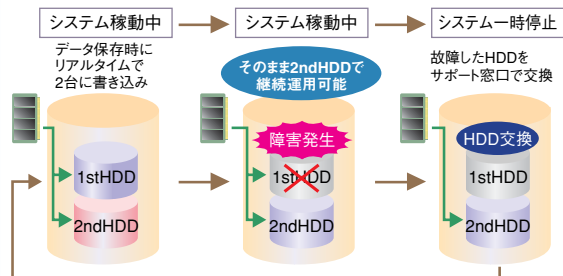 システム稼動中
システム稼動中
システム一時停止
データ保存時に
リアルタイムで
2台に書き込み
そのまま2ndHDDで
継続運用可能
故障したHDDを
サポート窓口で交換
障害発生
HDD交換
1stHDD
1stHDD
1stHDD
2ndHDD
2ndHDD
2ndHDD